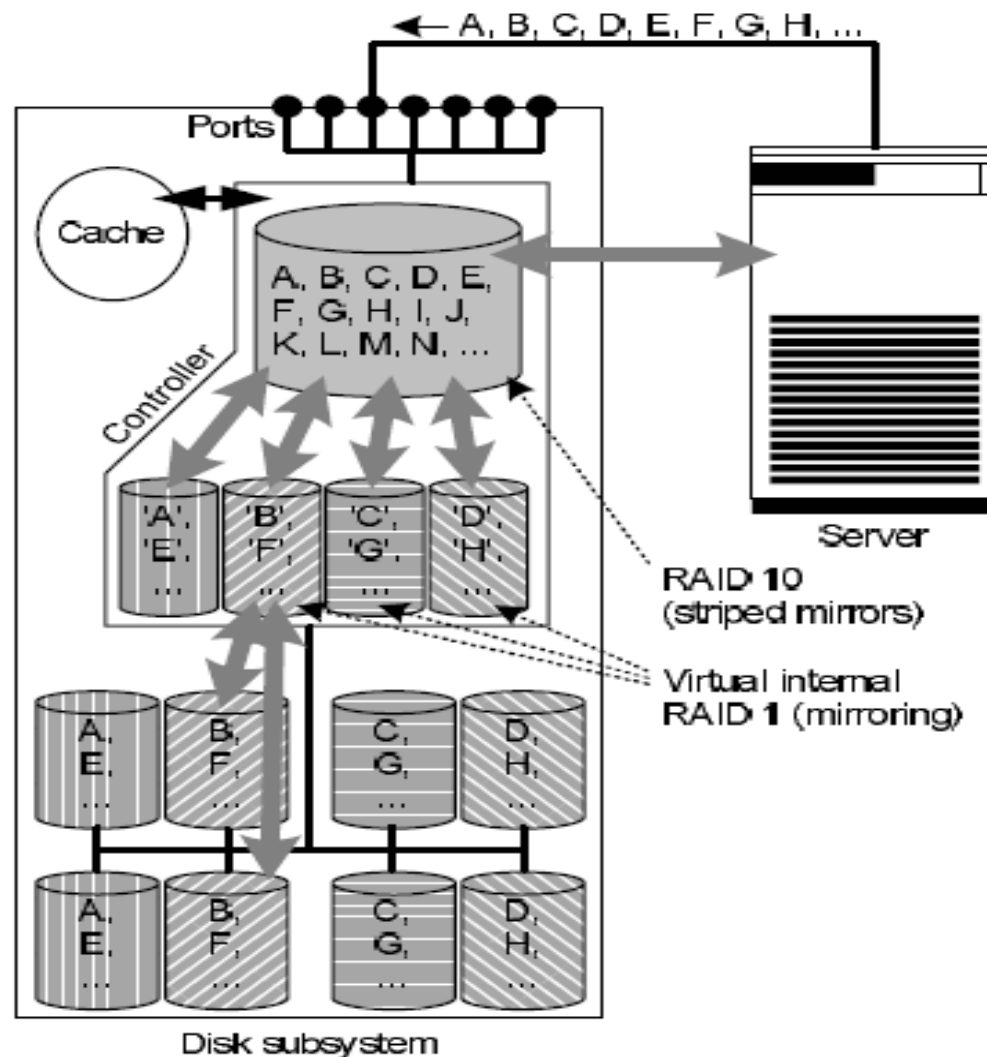 A, B, C, D, E, F, G, H, ...
Ports
Cache
A, B, C, D, E,
F, G, H, I, J,
K, L, M, N, ...
Controller
'A',
'E',
...
'B',
'F',
...
'C',
'G',
...
'D',
'H',
...
Server
RAID 10
(striped mirrors)
Virtual internal
RAID 1 (mirroring)
A,
E,
...
B,
F,
...
C,
G,
...
D,
H,
...
A,
E,
...
B,
F,
...
C,
G,
...
D,
H,
...
Disk subsystem